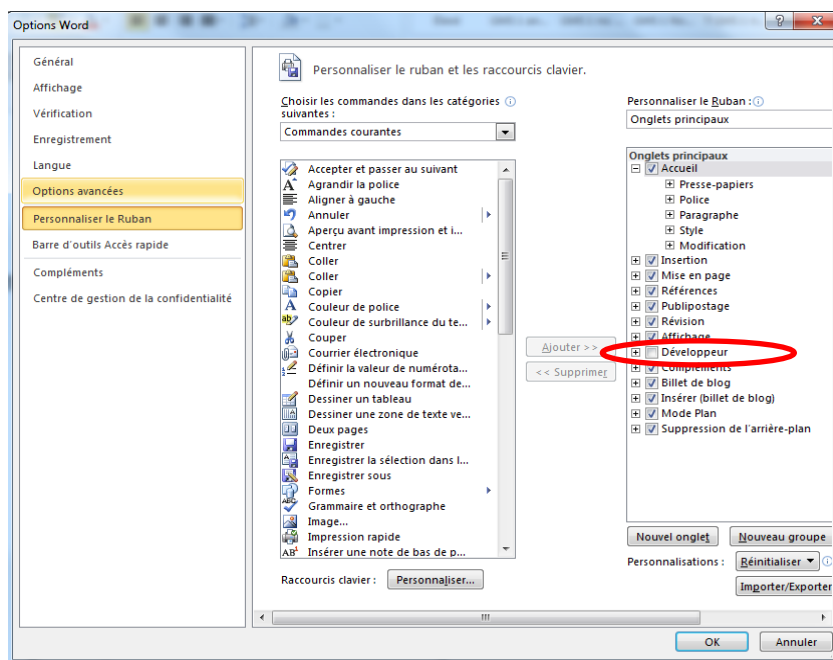 Options Word
Général
Affichage
Vérification
Enregistrement
Langue
Options avancées
Personnaliser le Ruban
Barre d'outils Accès rapide
Compléments
Centre de gestion de la confidentialité
Personnaliser le ruban et les raccourcis clavier.
Choisir les commandes dans les catégories
suivantes :
Commandes courantes
Accepter et passer au suivant
Agrandir la police
Aligner à gauche
Annuler
Aperçu avant impression et i...
Centrer
Coller
Coller
Copier
Couleur de police
Couleur de surbrillance du te...
Couper
Courrier électronique
Définir la valeur de numérota...
Définir un nouveau format de...
Dessiner un tableau
Dessiner une zone de texte ve...
Deux pages
Enregistrer
Enregistrer la sélection dans l...
Enregistrer sous
Formes
Grammaire et orthographe
Image...
Impression rapide
Insérer une note de bas de p...
Raccourcis clavier :
Personnaliser...
Ajouter >>
<< Supprimer
Personnaliser le Ruban :
Onglets principaux
Onglets principaux
Accueil
Presse-papiers
Police
Paragraphe
Style
Modification
Insertion
Mise en page
Références
Publipostage
Révision
Affichage
Développeur
Compléments
Billet de blog
Insérer (billet de blog)
Mode Plan
Suppression de l'arrière-plan
Nouvel onglet
Nouveau groupe
Personnalisations :
Réinitialiser
Importer/Exporter
OK
Annuler